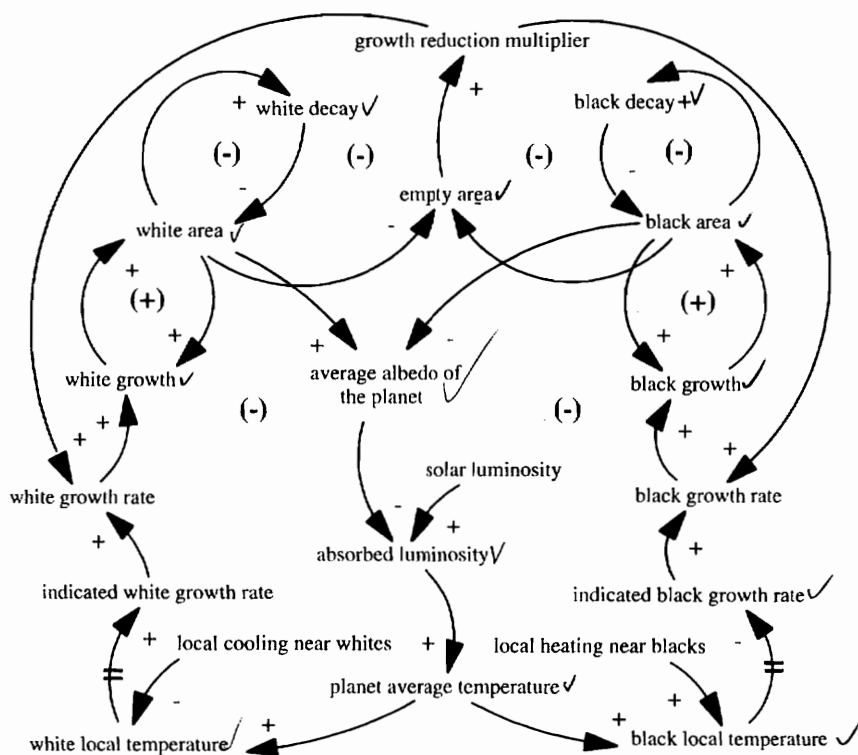 growth reduction multiplier
+
white decay
black decay +
+
(-)
(-)
(-)
(-)
-
-
empty area
white area
-
black area
+
(+)
+
+
(+)
+
+
-
white growth
average albedo of
the planet
black growth
(-)
(-)
+
+
+
+
solar luminosity
white growth rate
black growth rate
-
+
+
absorbed luminosity
+
indicated white growth rate
indicated black growth rate
+
local cooling near whites
+
local heating near blacks
-
-
planet average temperature
+
white local temperature
+
+
black local temperature